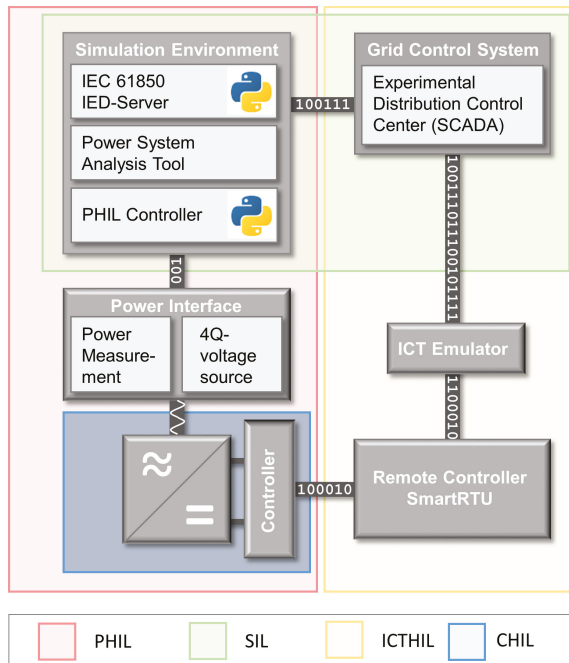 Simulation Environment
IEC 61850
IED-Server
Power System
Analysis Tool
PHIL Controller
100111
Grid Control System
Experimental
Distribution Control
Center (SCADA)
100
10011101110010101111
Power Interface
Power
Measure-
ment
4Q-
voltage
source
ICT Emulator
1100010
Controller
100010
Remote Controller
SmartRTU
PHIL
SIL
ICTHIL
CHIL